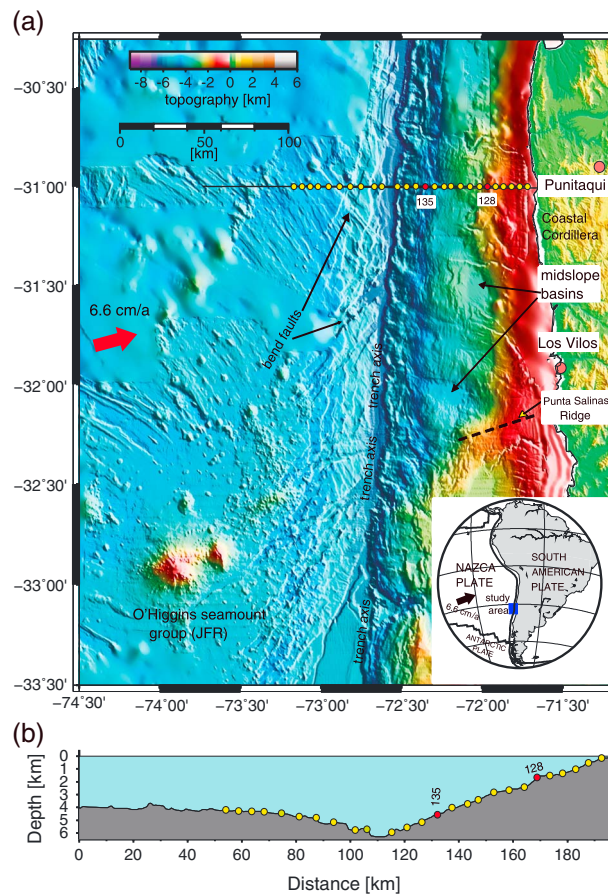 (a)
−30˚30'
−31˚00'
−31˚30'
−32˚00'
−32˚30'
−33˚00'
−33˚30'
−74˚30'
−74˚00'
−73˚30'
−73˚00'
−72˚30'
−72˚00'
−71˚30'
−8 −6 −4 −2 0 2 4 6
topography [km]
0 50 100
[km]
135
128
Punitaqui
Coastal
Cordillera
midslope
basins
6.6 cm/a
bend faults
Los Vilos
trench axis
Punta Salinas
Ridge
trench axis
trench axis
O'Higgins seamount
group (JFR)
NAZCA
PLATE
SOUTH
AMERICAN
PLATE
study
area
6.6 cm/a
ANTARCTIC
PLATE
(b)
Depth [km]
0
1
2
3
4
5
6
135
128
0 20 40 60 80 100 120 140 160 180
Distance [km]